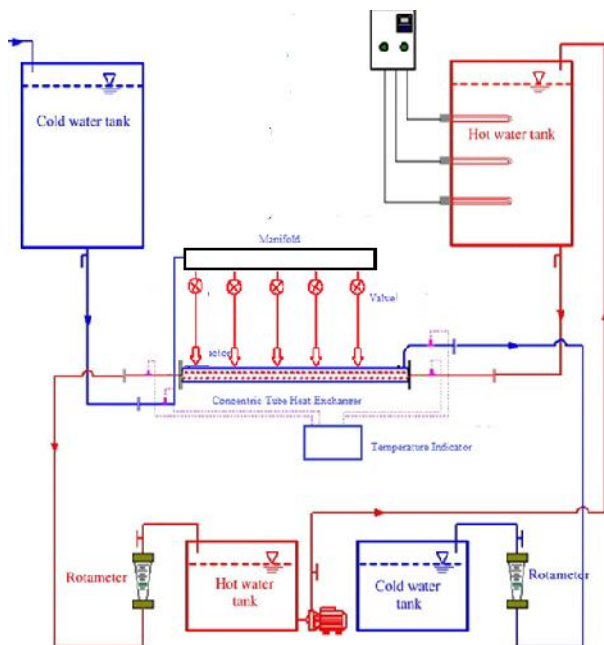 Cold water tank
Hot water tank
Manifold
Valve
Concentric Tube Heat Exchanger
Temperature Indicator
Rotameter
Hot water
tank
Cold water
tank
Rotameter